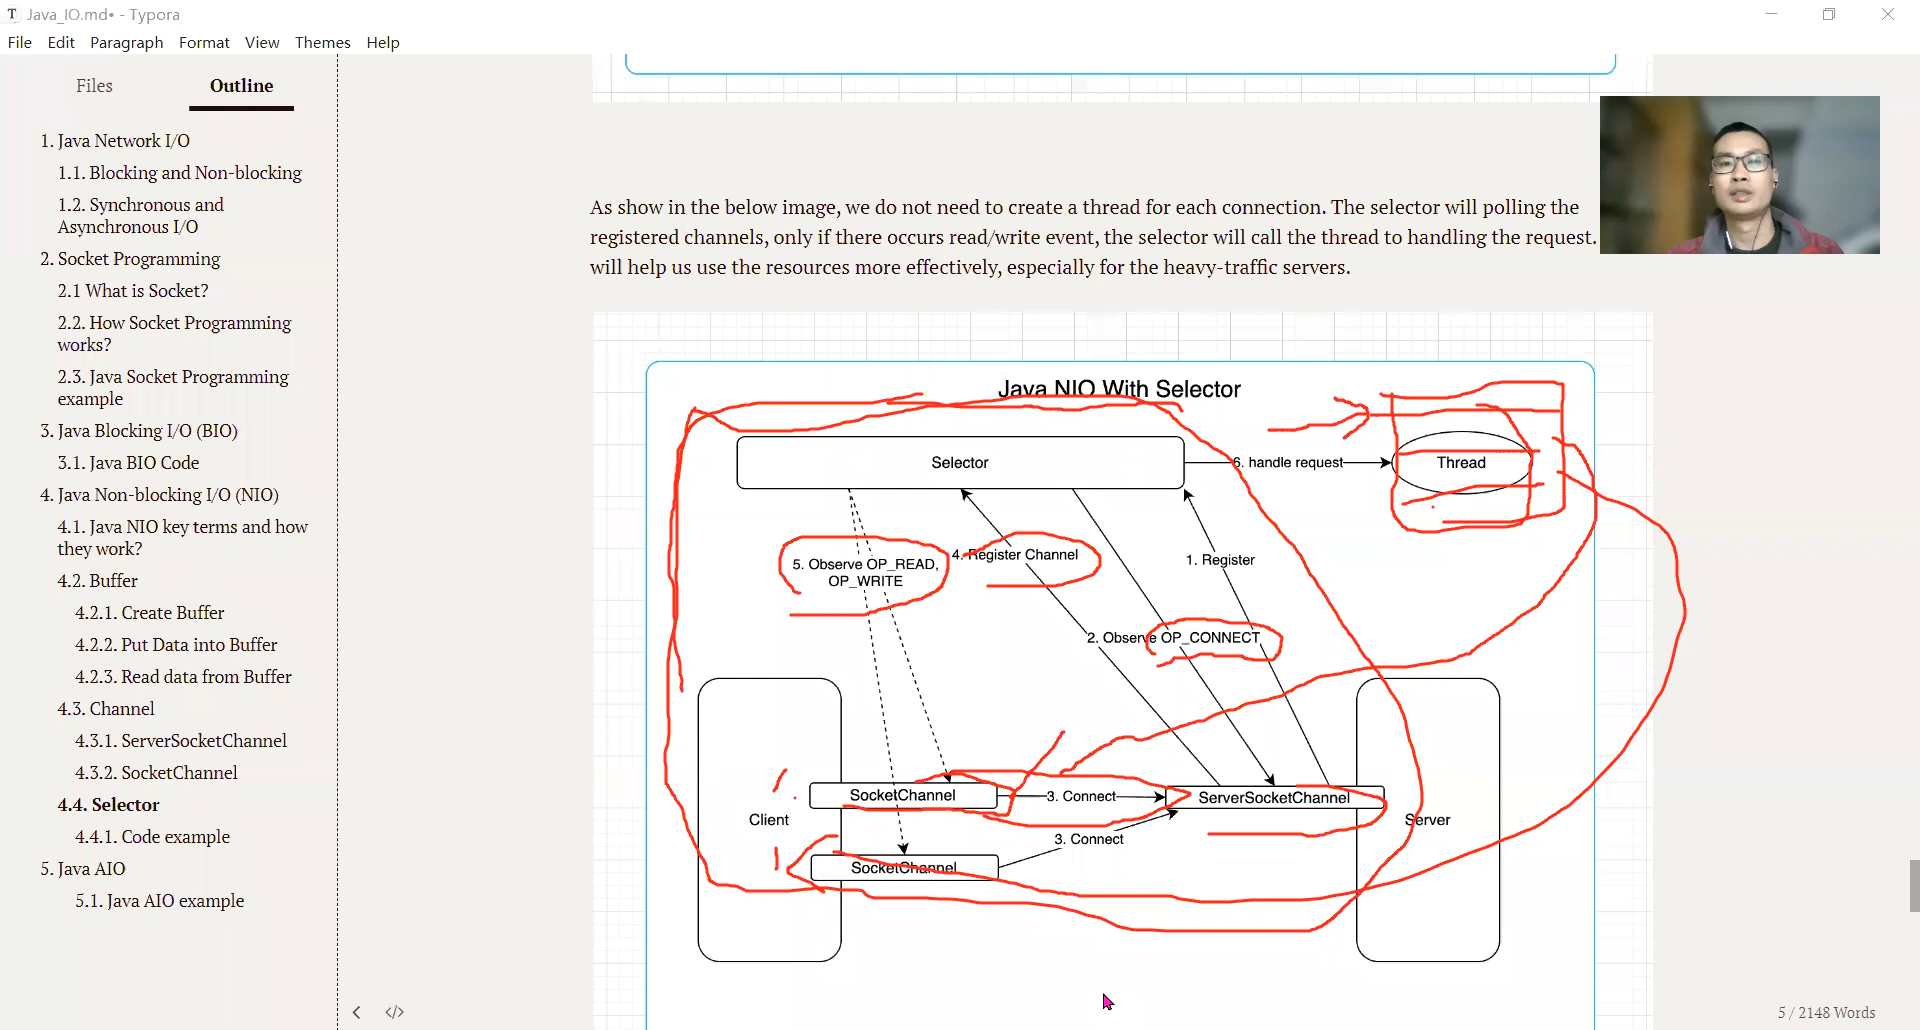 Java_IO.md• - Typora
File Edit Paragraph Format View Themes Help
Files Outline
1. Java Network I/O
1.1. Blocking and Non-blocking
1.2. Synchronous and
Asynchronous I/O
2. Socket Programming
2.1 What is Socket?
2.2. How Socket Programming
works?
2.3. Java Socket Programming
example
3. Java Blocking I/O (BIO)
3.1. Java BIO Code
4. Java Non-blocking I/O (NIO)
4.1. Java NIO key terms and how
they work?
4.2. Buffer
4.2.1. Create Buffer
4.2.2. Put Data into Buffer
4.2.3. Read data from Buffer
4.3. Channel
4.3.1. ServerSocketChannel
4.3.2. SocketChannel
4.4. Selector
4.4.1. Code example
5. Java AIO
5.1. Java AIO example
As show in the below image, we do not need to create a thread for each connection. The selector will polling the
registered channels, only if there occurs read/write event, the selector will call the thread to handling the request.
will help us use the resources more effectively, especially for the heavy-traffic servers.
Java NIO With Selector
Selector
6. handle request
Thread
5. Observe OP_READ,
OP_WRITE
4. Register Channel
1. Register
2. Observe OP_CONNECT
SocketChannel
3. Connect
ServerSocketChannel
Client
Server
3. Connect
SocketChannel
5 / 2148 Words